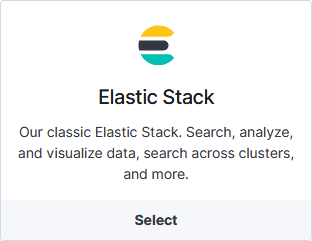 Elastic Stack
Our classic Elastic Stack. Search, analyze,
and visualize data, search across clusters,
and more.
Select